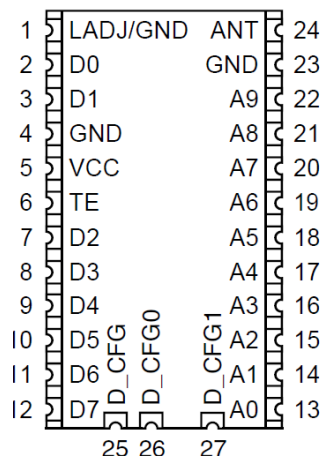 1 LADJ/GND ANT 24
2 D0 GND 23
3 D1 A9 22
4 GND A8 21
5 VCC A7 20
6 TE A6 19
7 D2 A5 18
8 D3 A4 17
9 D4 A3 16
10 D5 A2 15
11 D6 A1 14
12 D7 A0 13
D_CFG D_CFG0 D_CFG1
25 26 27